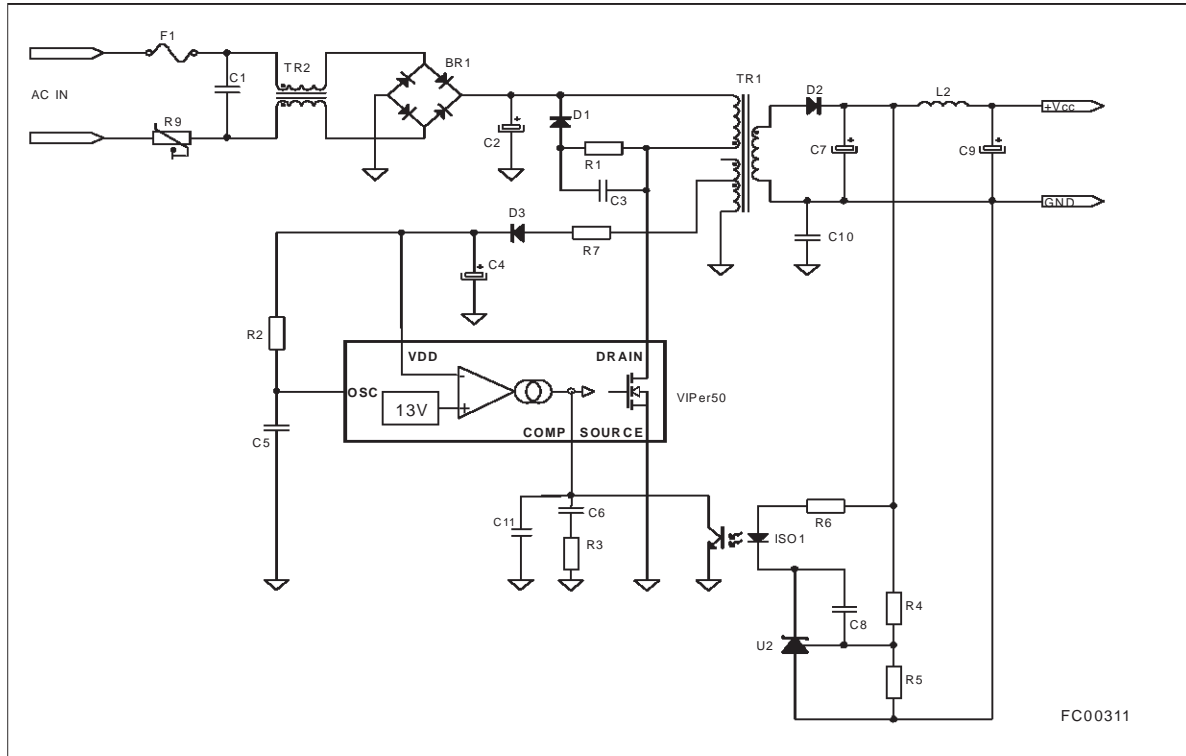 F1
TR2
BR1
C1
AC IN
R9
C2
D1
R1
C3
TR1
D2
L2
+Vcc
C7
C9
GND
C10
D3
R7
C4
R2
VDD
DRAIN
OSC
-
13V
+
VIPer50
COMP SOURCE
C5
C11
C6
R3
R6
ISO1
R4
C8
U2
R5
FC00311